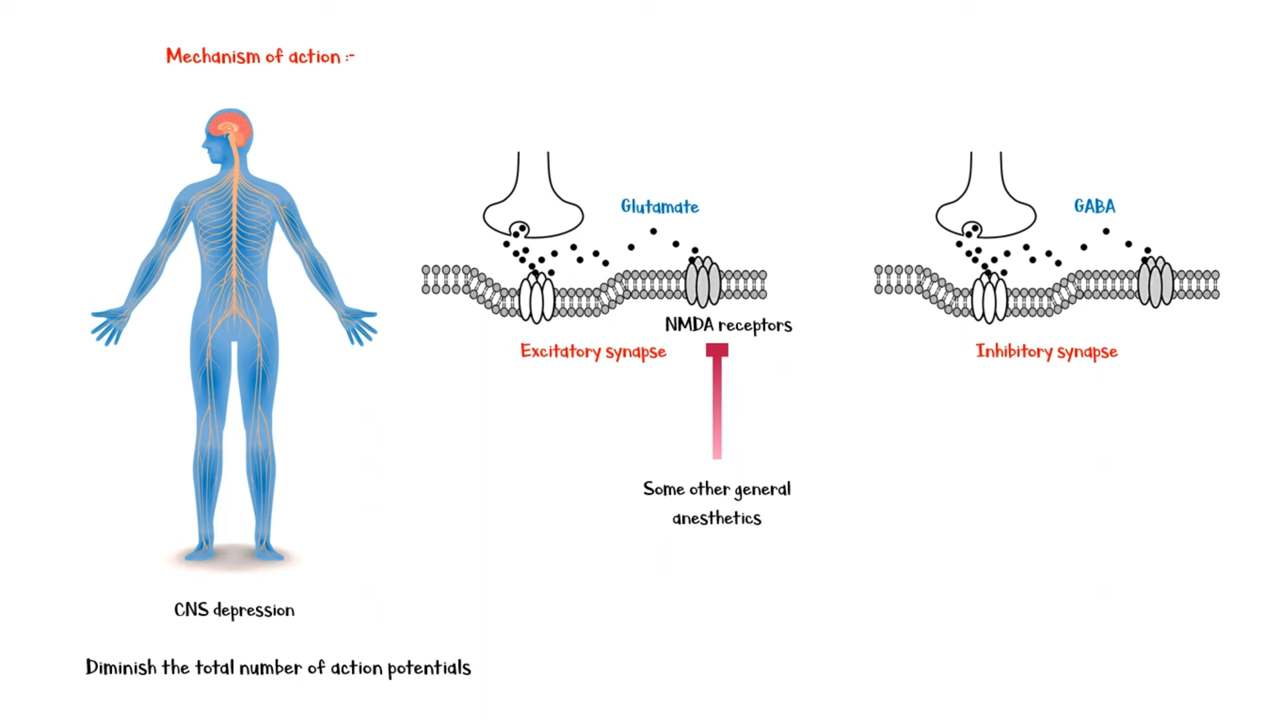 Mechanism of action :-
Glutamate
GABA
NMDA receptors
Excitatory synapse
Inhibitory synapse
Some other general
anesthetics
CNS depression
Diminish the total number of action potentials